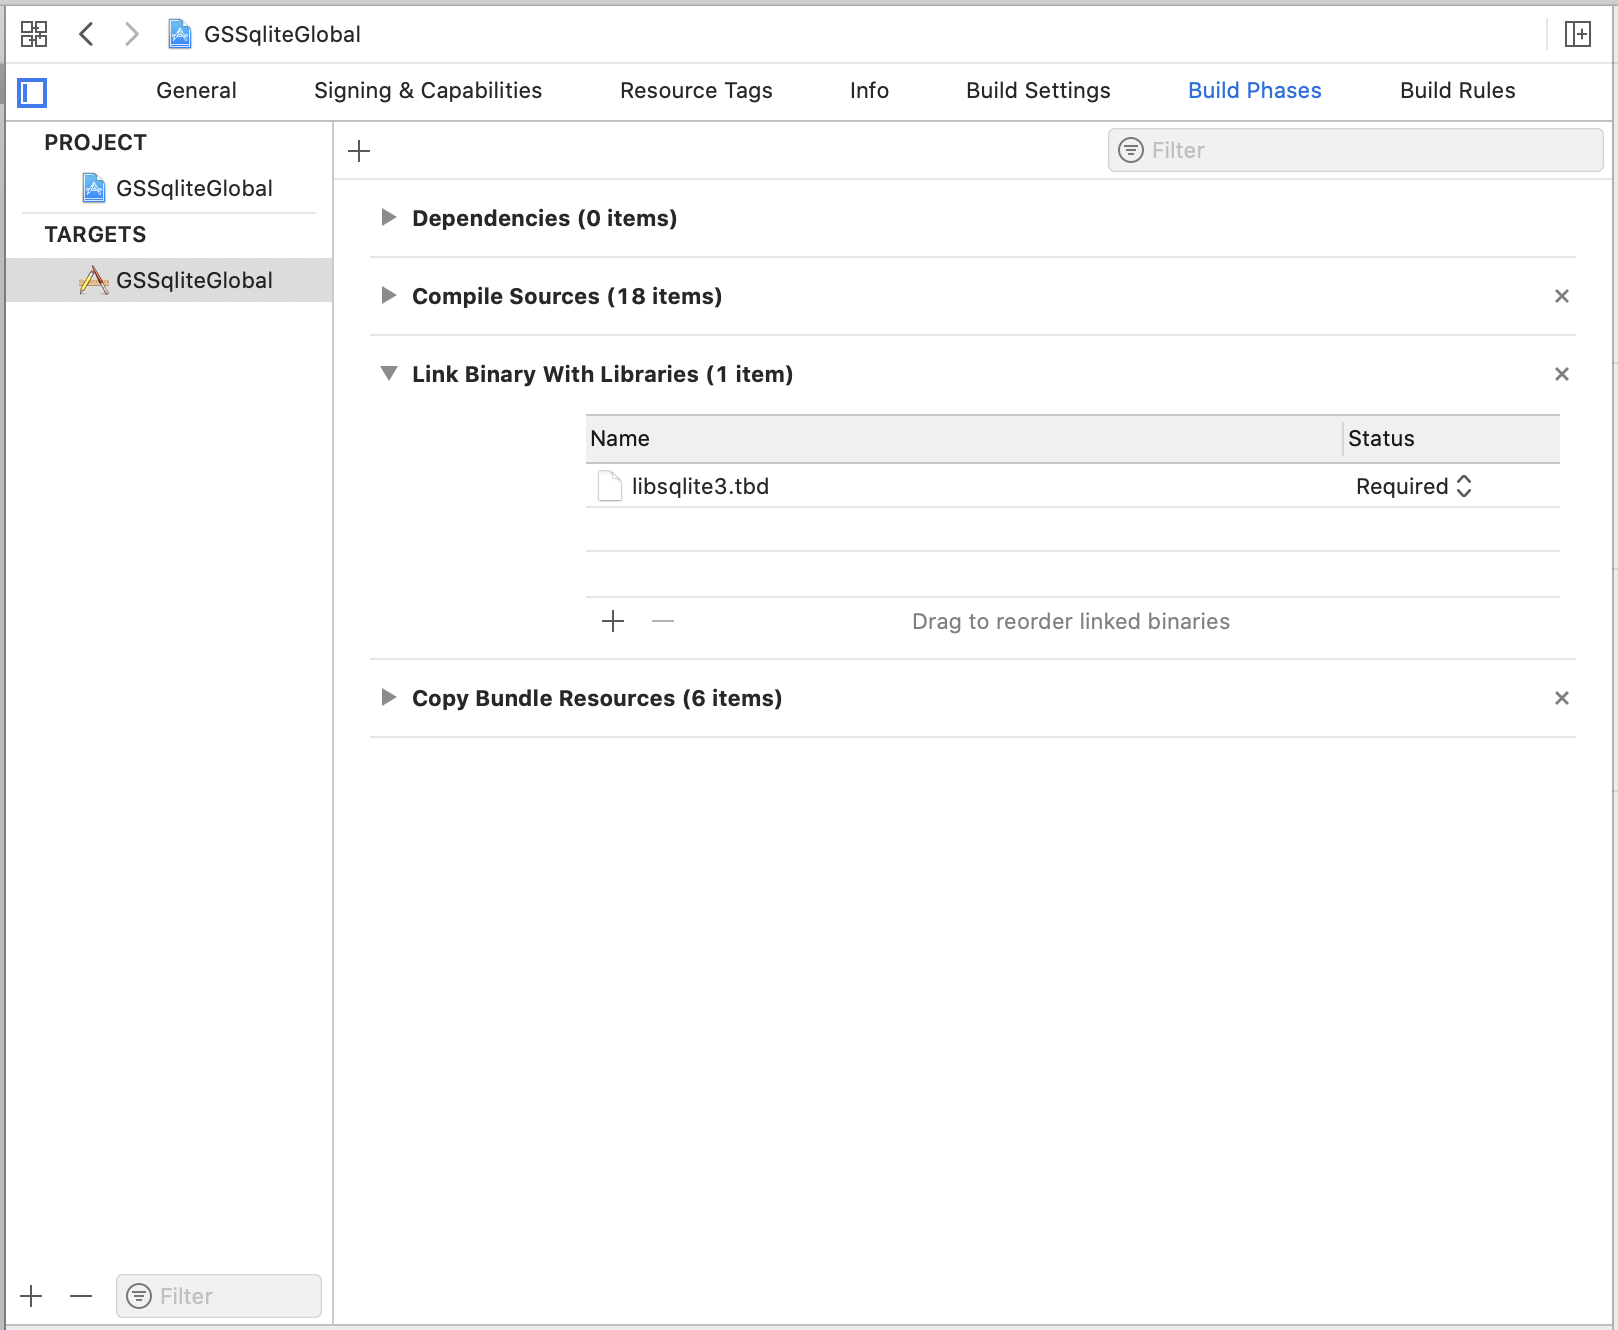 GSSqliteGlobal
General Signing & Capabilities Resource Tags Info Build Settings Build Phases Build Rules
PROJECT
GSSqliteGlobal
TARGETS
GSSqliteGlobal
Filter
Dependencies (0 items)
Compile Sources (18 items)
Link Binary With Libraries (1 item)
Name Status
libsqlite3.tbd Required
Drag to reorder linked binaries
Copy Bundle Resources (6 items)
Filter